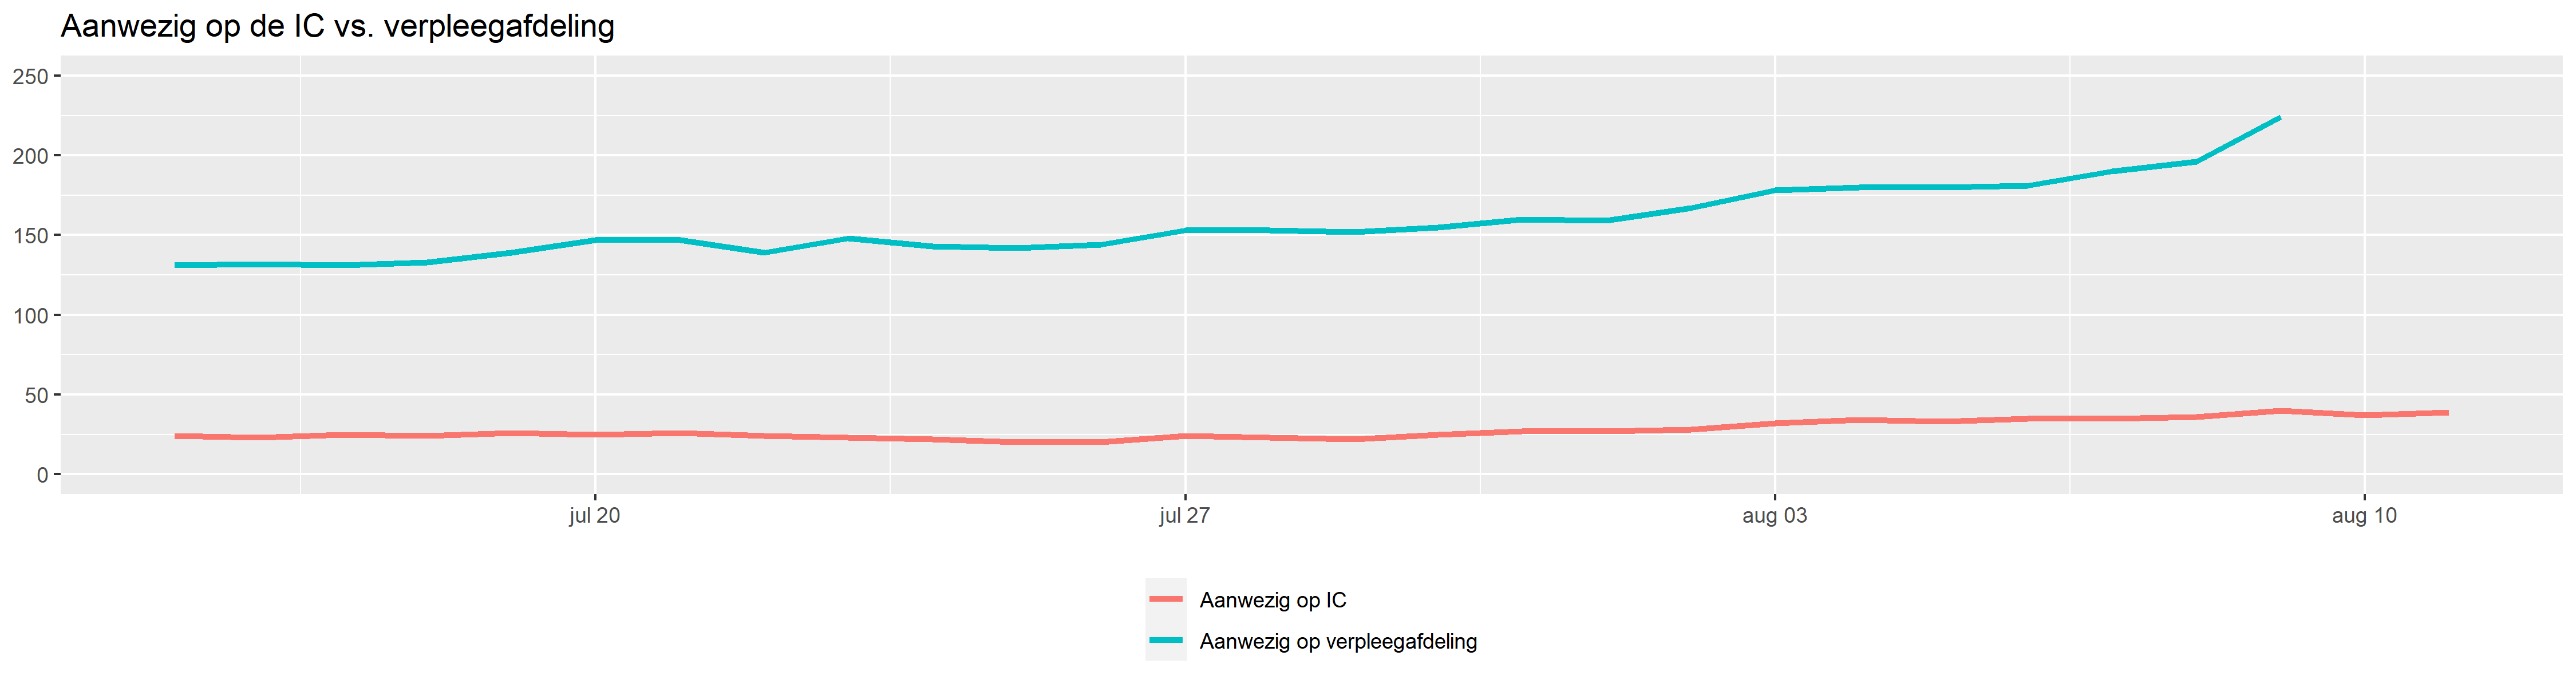 Aanwezig op de IC vs. verpleegafdeling
250
200
150
100
50
0
jul 20 jul 27 aug 03 aug 10
Aanwezig op IC
Aanwezig op verpleegafdeling